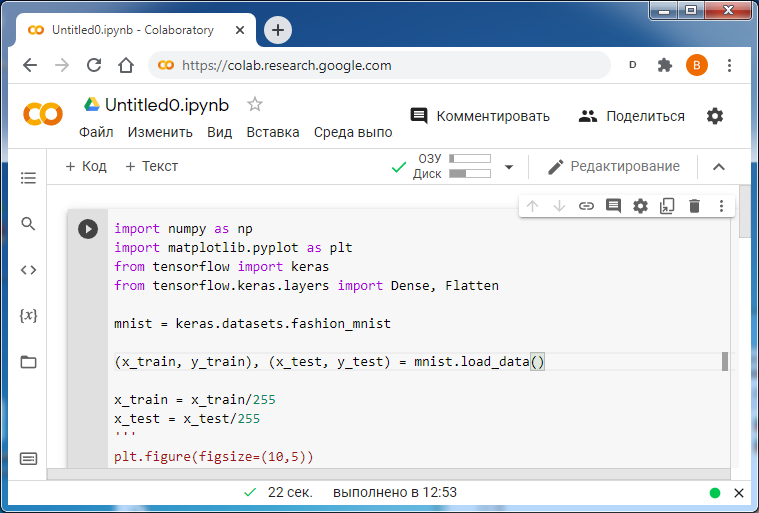 Untitled0.ipynb - Colaboratory
https://colab.research.google.com
D
B
Untitled0.ipynb
Комментировать
Поделиться
Файл Изменить Вид Вставка Среда выпо
+ Код + Текст
ОЗУ
Диск
Редактирование
{x}
import numpy as np
import matplotlib.pyplot as plt
from tensorflow import keras
from tensorflow.keras.layers import Dense, Flatten
mnist = keras.datasets.fashion_mnist
(x_train, y_train), (x_test, y_test) = mnist.load_data()
x_train = x_train/255
x_test = x_test/255
'''
plt.figure(figsize=(10,5))
22 сек. выполнено в 12:53